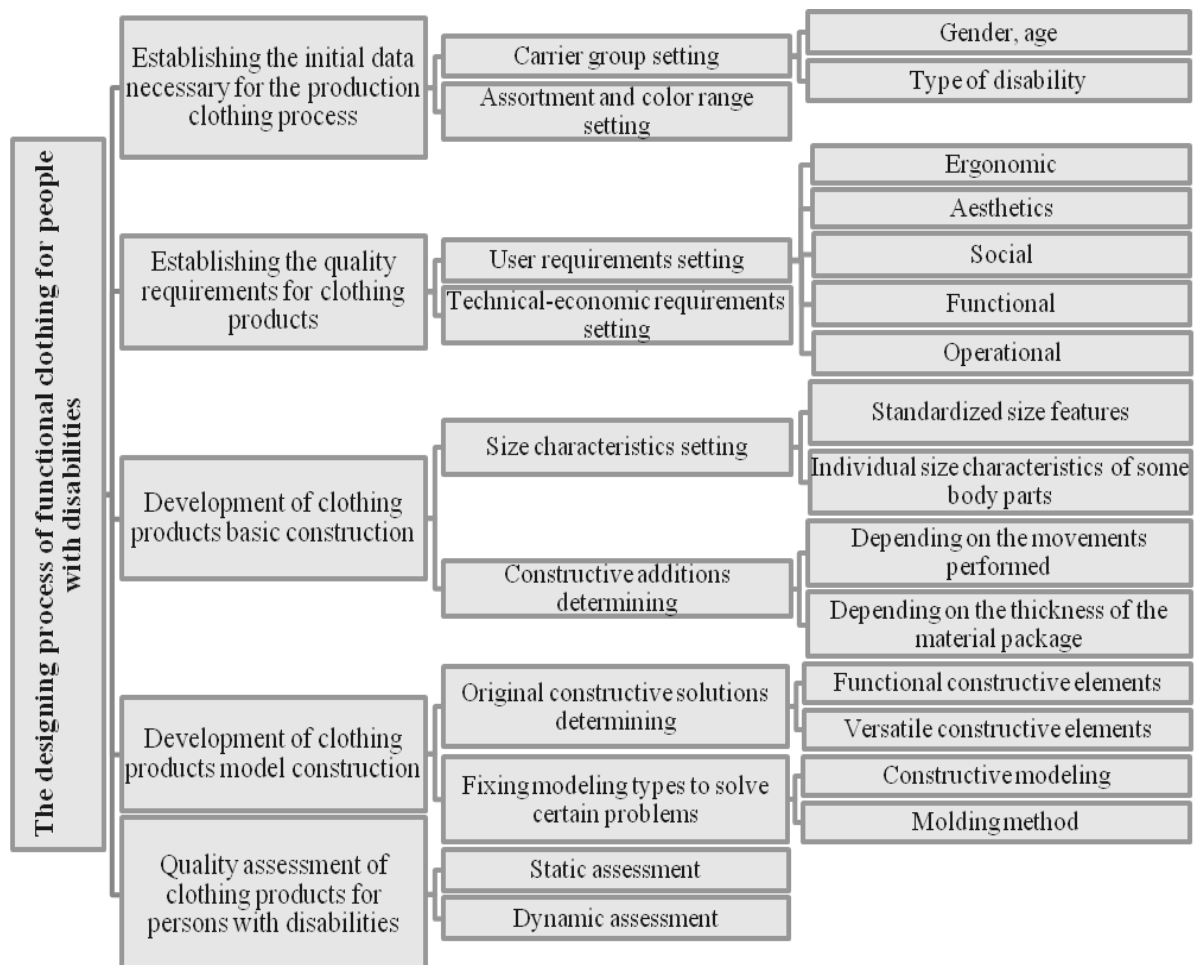 The designing process of functional clothing for people
with disabilities
Establishing the initial data
necessary for the production
clothing process
Carrier group setting
Gender, age
Type of disability
Assortment and color range
setting
Establishing the quality
requirements for clothing
products
User requirements setting
Ergonomic
Aesthetics
Social
Functional
Operational
Technical-economic requirements
setting
Development of clothing
products basic construction
Size characteristics setting
Standardized size features
Individual size characteristics of some
body parts
Constructive additions
determining
Depending on the movements
performed
Depending on the thickness of the
material package
Development of clothing
products model construction
Original constructive solutions
determining
Functional constructive elements
Versatile constructive elements
Fixing modeling types to solve
certain problems
Constructive modeling
Molding method
Quality assessment of
clothing products for
persons with disabilities
Static assessment
Dynamic assessment